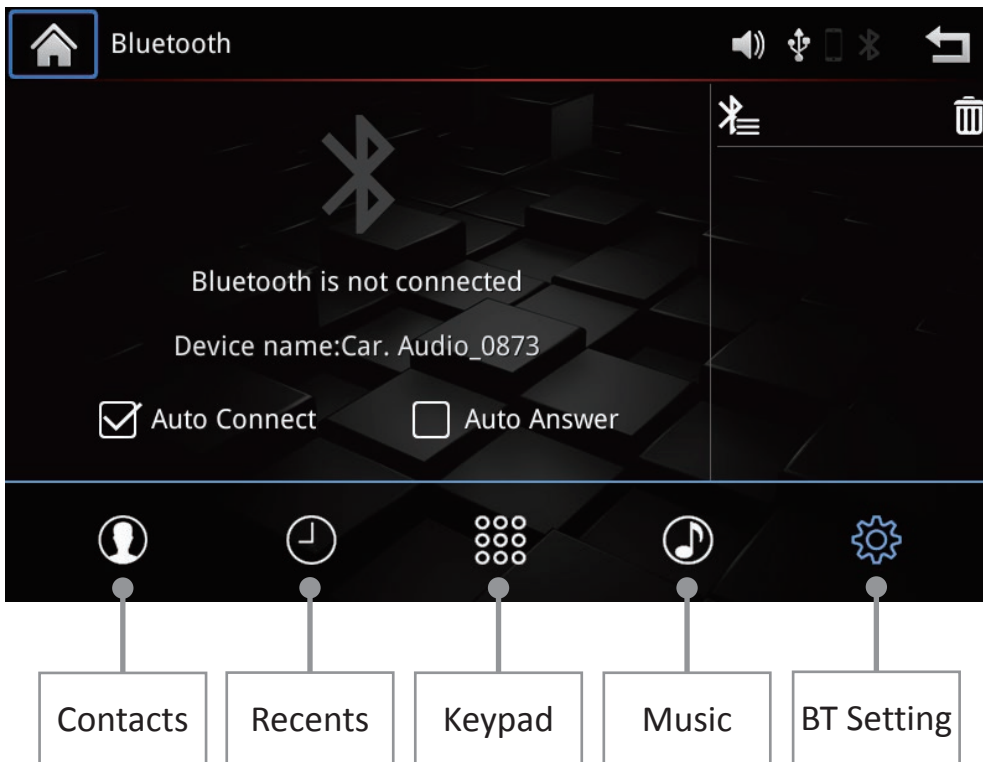 Bluetooth
Bluetooth is not connected
Device name:Car. Audio_0873
Auto Connect
Auto Answer
Contacts
Recents
Keypad
Music
BT Setting